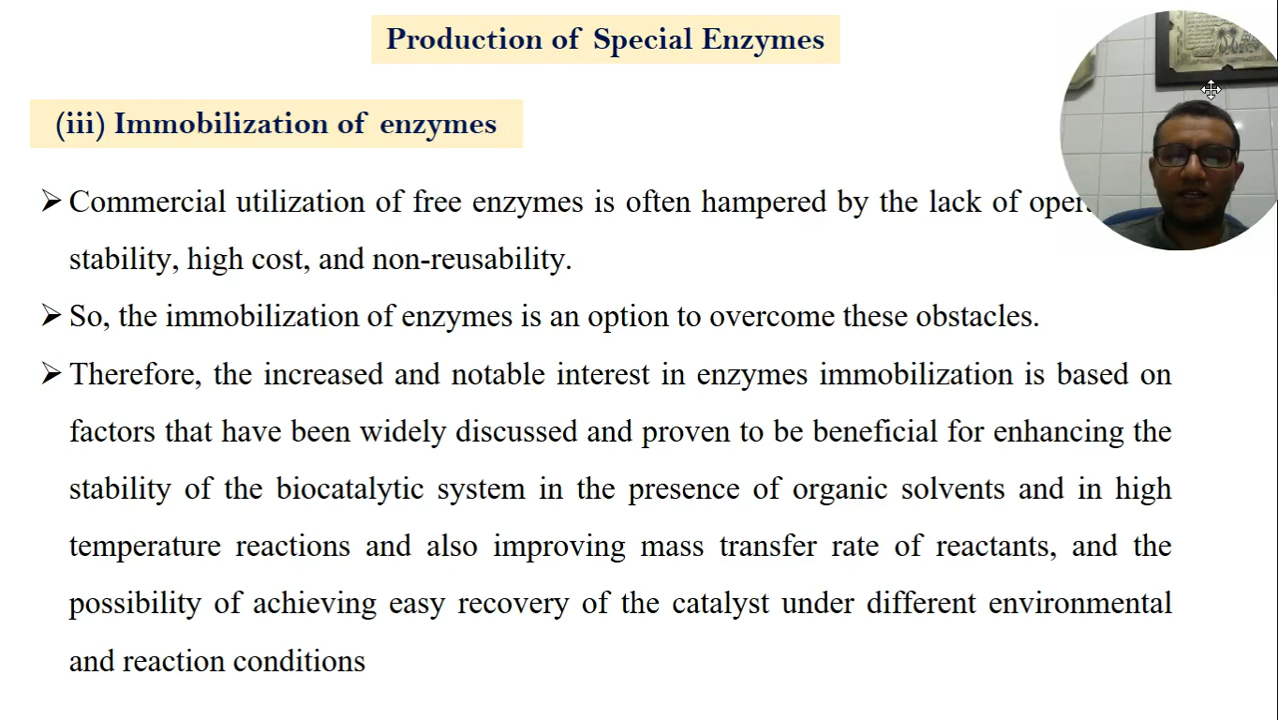 Production of Special Enzymes
(iii) Immobilization of enzymes
➢ Commercial utilization of free enzymes is often hampered by the lack of
stability, high cost, and non-reusability.
➢ So, the immobilization of enzymes is an option to overcome these obstacles.
➢ Therefore, the increased and notable interest in enzymes immobilization is based on
factors that have been widely discussed and proven to be beneficial for enhancing the
stability of the biocatalytic system in the presence of organic solvents and in high
temperature reactions and also improving mass transfer rate of reactants, and the
possibility of achieving easy recovery of the catalyst under different environmental
and reaction conditions